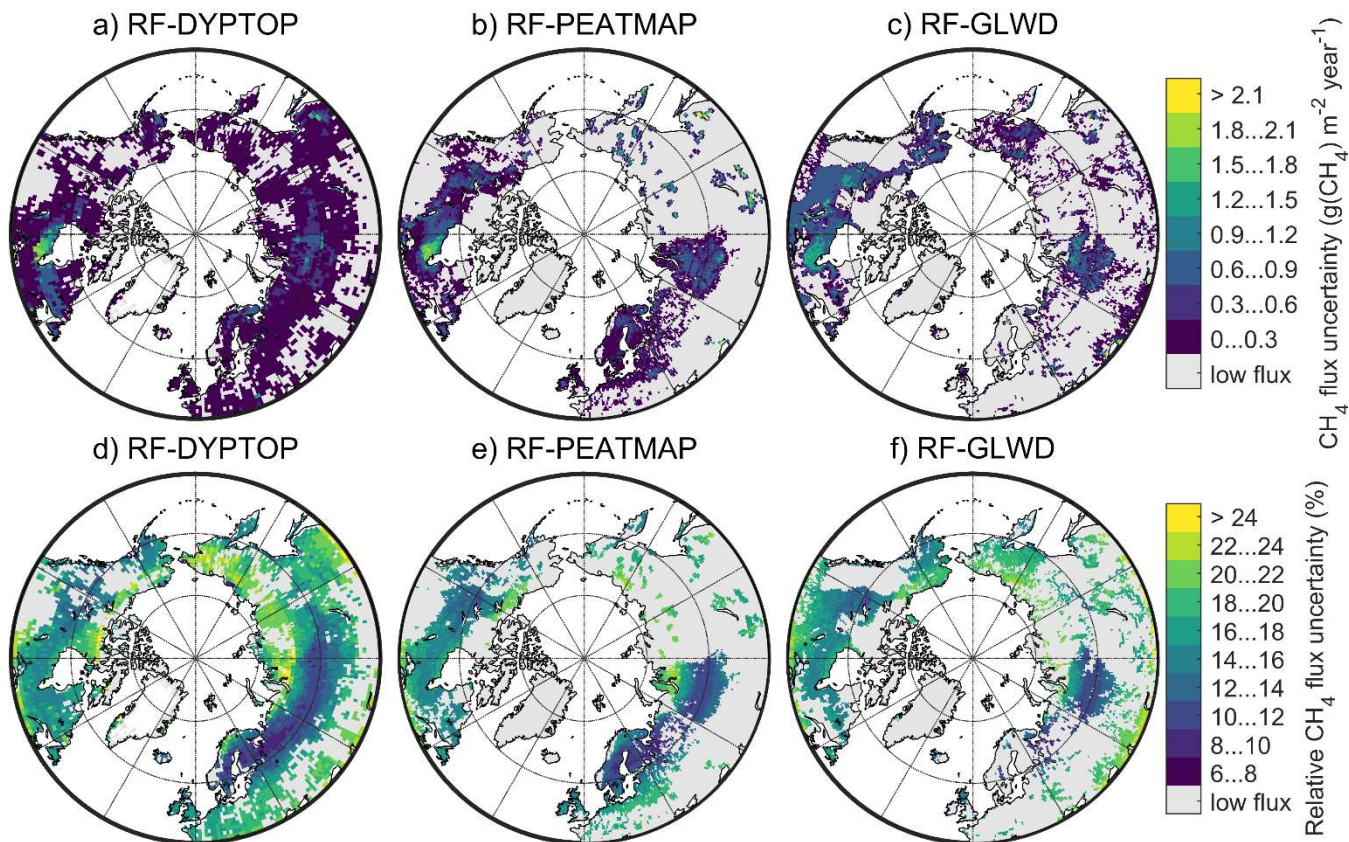 a) RF-DYPTOP
b) RF-PEATMAP
c) RF-GLWD
> 2.1
1.8...2.1
1.5...1.8
1.2...1.5
0.9...1.2
0.6...0.9
0.3...0.6
0...0.3
low flux
CH₄ flux uncertainty (g(CH₄) m⁻² year⁻¹)
d) RF-DYPTOP
e) RF-PEATMAP
f) RF-GLWD
> 24
22...24
20...22
18...20
16...18
14...16
12...14
10...12
8...10
6...8
low flux
Relative CH₄ flux uncertainty (%)